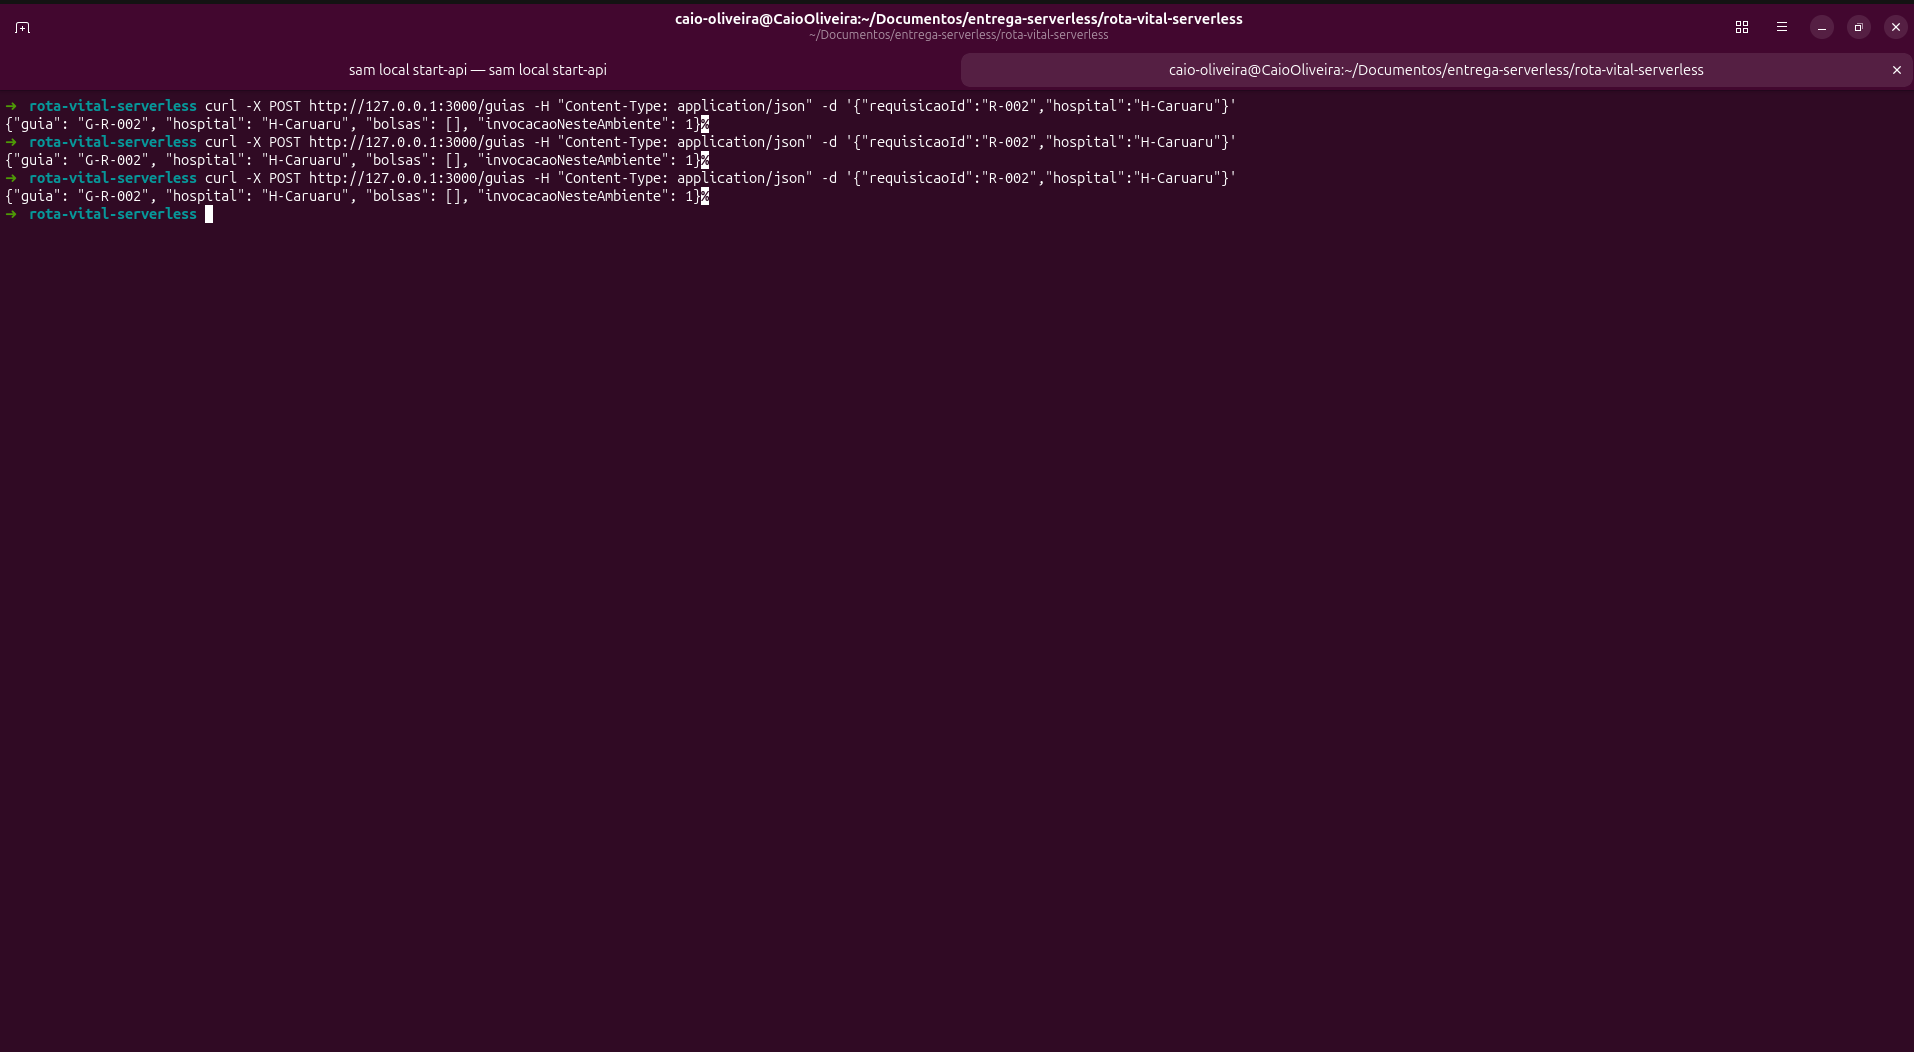 caio-oliveira@CaioOliveira:~/Documentos/entrega-serverless/rota-vital-serverless
~/Documentos/entrega-serverless/rota-vital-serverless
sam local start-api — sam local start-api
caio-oliveira@CaioOliveira:~/Documentos/entrega-serverless/rota-vital-serverless
➜ rota-vital-serverless curl -X POST http://127.0.0.1:3000/guias -H "Content-Type: application/json" -d '{"requisicaoId":"R-002","hospital":"H-Caruaru"}'
{"guia": "G-R-002", "hospital": "H-Caruaru", "bolsas": [], "invocacaoNesteAmbiente": 1}%
➜ rota-vital-serverless curl -X POST http://127.0.0.1:3000/guias -H "Content-Type: application/json" -d '{"requisicaoId":"R-002","hospital":"H-Caruaru"}'
{"guia": "G-R-002", "hospital": "H-Caruaru", "bolsas": [], "invocacaoNesteAmbiente": 1}%
➜ rota-vital-serverless curl -X POST http://127.0.0.1:3000/guias -H "Content-Type: application/json" -d '{"requisicaoId":"R-002","hospital":"H-Caruaru"}'
{"guia": "G-R-002", "hospital": "H-Caruaru", "bolsas": [], "invocacaoNesteAmbiente": 1}%
➜ rota-vital-serverless